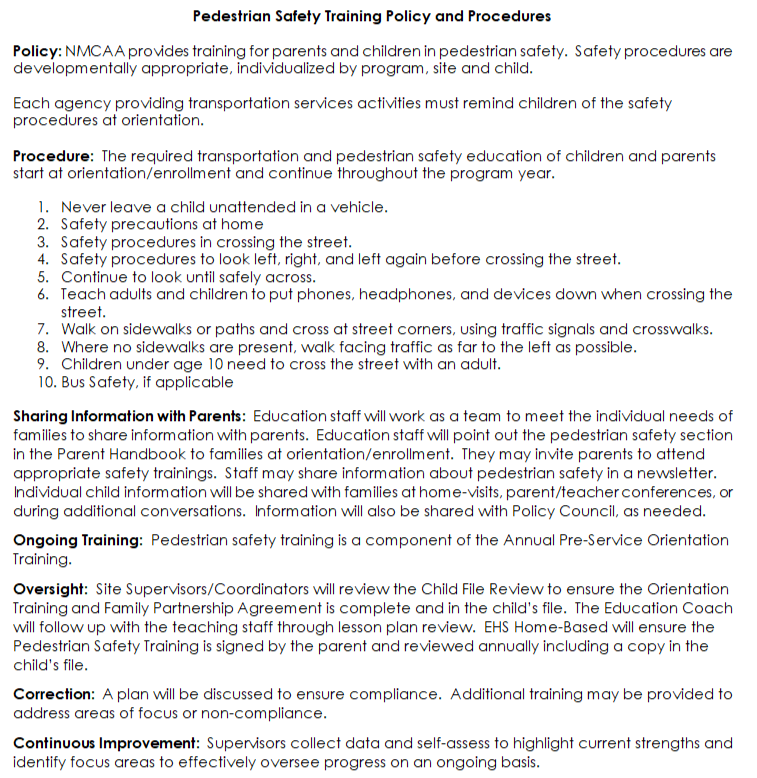 Pedestrian Safety Training Policy and Procedures
Policy: NMCAA provides training for parents and children in pedestrian safety. Safety procedures are
developmentally appropriate, individualized by program, site and child.
Each agency providing transportation services activities must remind children of the safety
procedures at orientation.
Procedure: The required transportation and pedestrian safety education of children and parents
start at orientation/enrollment and continue throughout the program year.
1. Never leave a child unattended in a vehicle.
2. Safety precautions at home
3. Safety procedures in crossing the street.
4. Safety procedures to look left, right, and left again before crossing the street.
5. Continue to look until safely across.
6. Teach adults and children to put phones, headphones, and devices down when crossing the
street.
7. Walk on sidewalks or paths and cross at street corners, using traffic signals and crosswalks.
8. Where no sidewalks are present, walk facing traffic as far to the left as possible.
9. Children under age 10 need to cross the street with an adult.
10. Bus Safety, if applicable
Sharing Information with Parents: Education staff will work as a team to meet the individual needs of
families to share information with parents. Education staff will point out the pedestrian safety section
in the Parent Handbook to families at orientation/enrollment. They may invite parents to attend
appropriate safety trainings. Staff may share information about pedestrian safety in a newsletter.
Individual child information will be shared with families at home-visits, parent/teacher conferences, or
during additional conversations. Information will also be shared with Policy Council, as needed.
Ongoing Training: Pedestrian safety training is a component of the Annual Pre-Service Orientation
Training.
Oversight: Site Supervisors/Coordinators will review the Child File Review to ensure the Orientation
Training and Family Partnership Agreement is complete and in the child's file. The Education Coach
will follow up with the teaching staff through lesson plan review. EHS Home-Based will ensure the
Pedestrian Safety Training is signed by the parent and reviewed annually including a copy in the
child's file.
Correction: A plan will be discussed to ensure compliance. Additional training may be provided to
address areas of focus or non-compliance.
Continuous Improvement: Supervisors collect data and self-assess to highlight current strengths and
identify focus areas to effectively oversee progress on an ongoing basis.